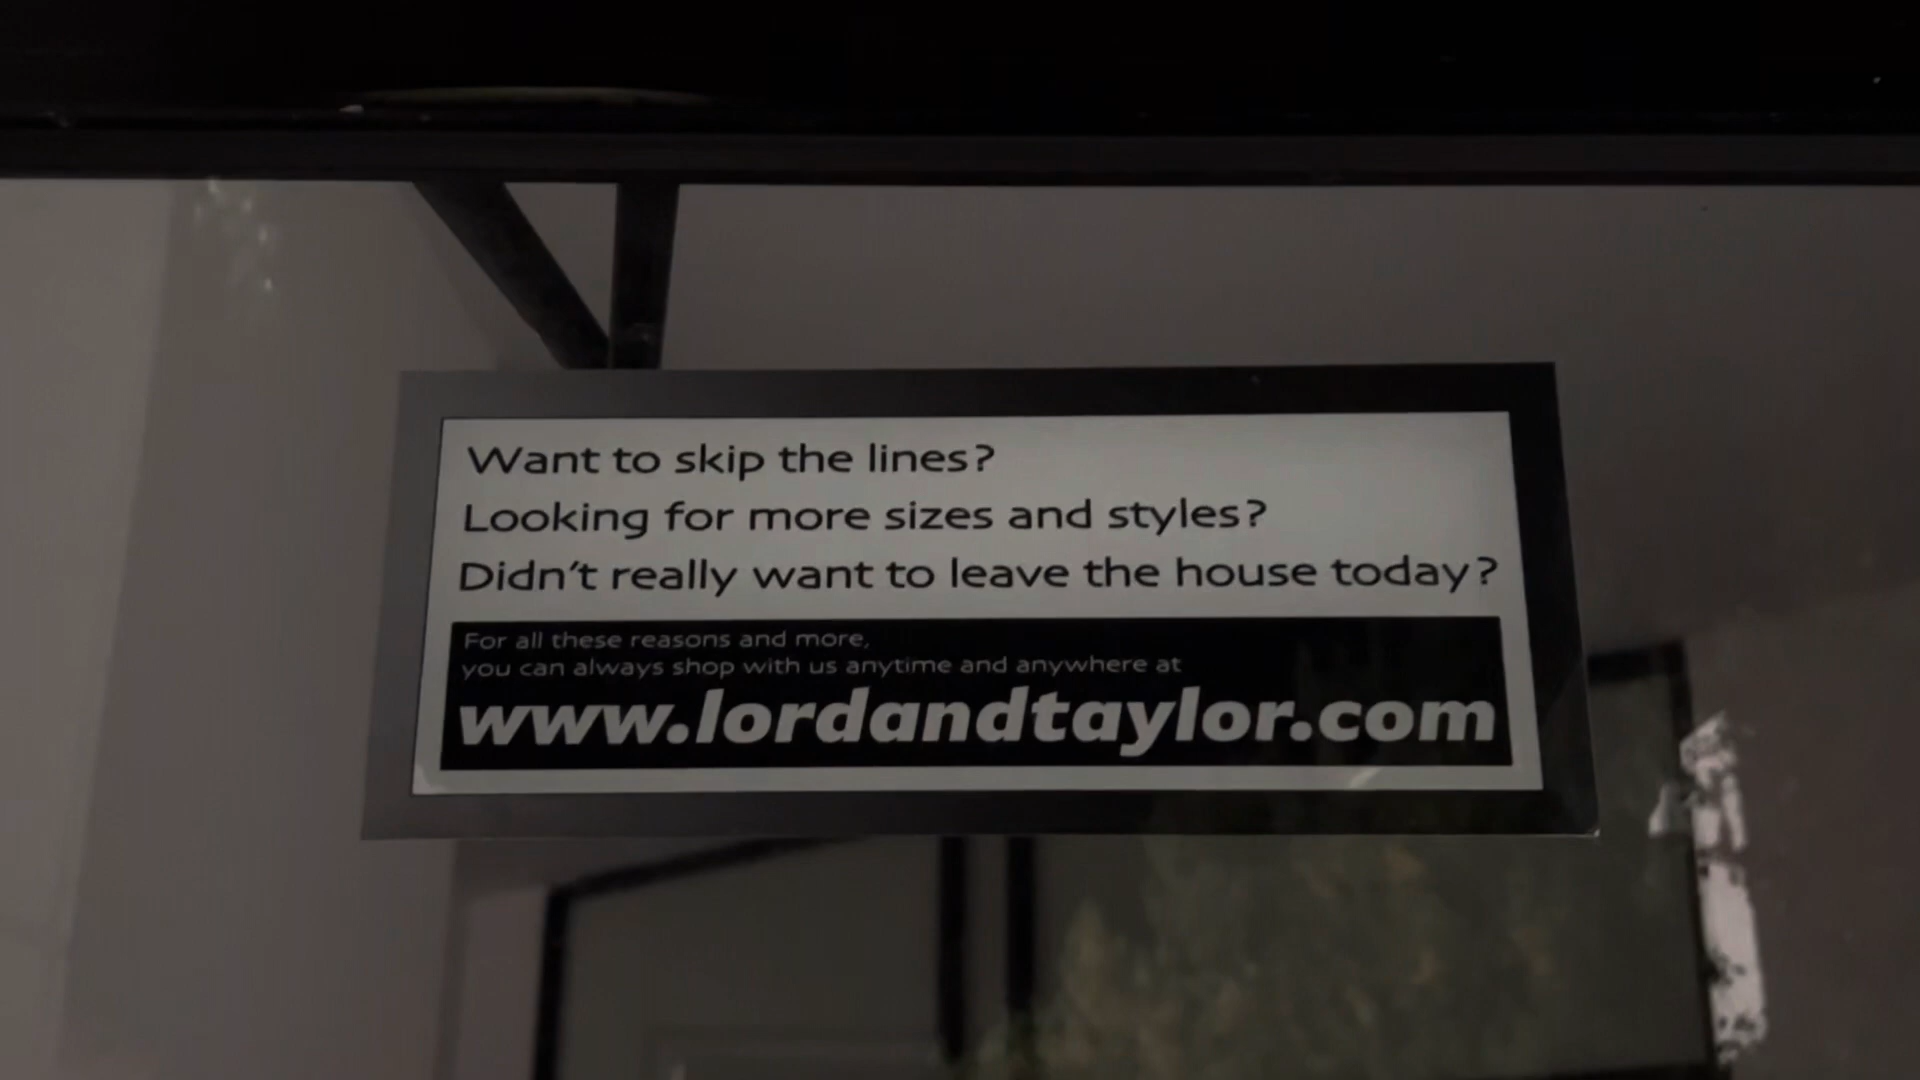 Want to skip the lines?
Looking for more sizes and styles?
Didn't really want to leave the house today?
For all these reasons and more,
you can always shop with us anytime and anywhere at
www.lordandtaylor.com